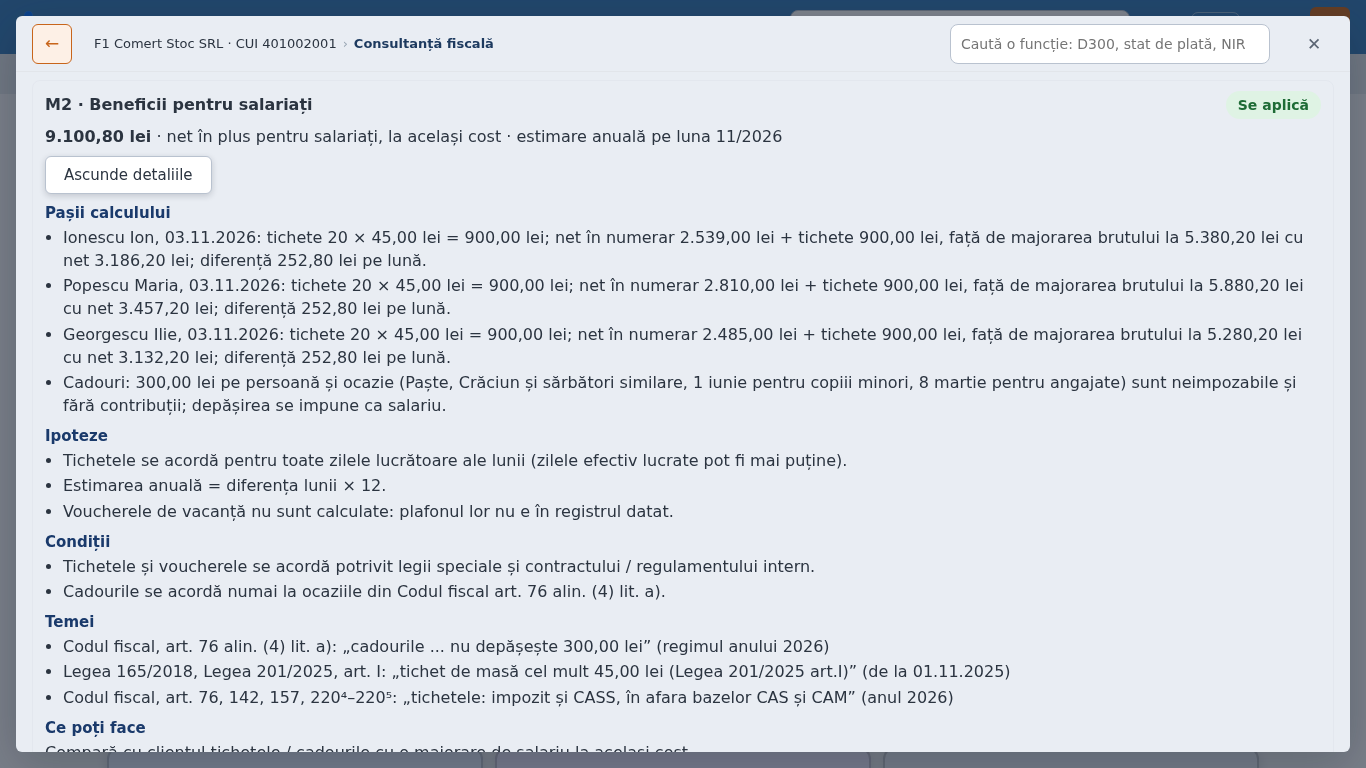 ←
F1 Comert Stoc SRL · CUI 401002001 › Consultanță fiscală
Caută o funcție: D300, stat de plată, NIR
✕
M2 · Beneficii pentru salariați
Se aplică
9.100,80 lei · net în plus pentru salariați, la același cost · estimare anuală pe luna 11/2026
Ascunde detaliile
Pașii calculului
• Ionescu Ion, 03.11.2026: tichete 20 × 45,00 lei = 900,00 lei; net în numerar 2.539,00 lei + tichete 900,00 lei, față de majorarea brutului la 5.380,20 lei cu
net 3.186,20 lei; diferență 252,80 lei pe lună.
• Popescu Maria, 03.11.2026: tichete 20 × 45,00 lei = 900,00 lei; net în numerar 2.810,00 lei + tichete 900,00 lei, față de majorarea brutului la 5.880,20 lei
cu net 3.457,20 lei; diferență 252,80 lei pe lună.
• Georgescu Ilie, 03.11.2026: tichete 20 × 45,00 lei = 900,00 lei; net în numerar 2.485,00 lei + tichete 900,00 lei, față de majorarea brutului la 5.280,20 lei
cu net 3.132,20 lei; diferență 252,80 lei pe lună.
• Cadouri: 300,00 lei pe persoană și ocazie (Paște, Crăciun și sărbători similare, 1 iunie pentru copiii minori, 8 martie pentru angajate) sunt neimpozabile și
fără contribuții; depășirea se impune ca salariu.
Ipoteze
• Tichetele se acordă pentru toate zilele lucrătoare ale lunii (zilele efectiv lucrate pot fi mai puține).
• Estimarea anuală = diferența lunii × 12.
• Voucherele de vacanță nu sunt calculate: plafonul lor nu e în registrul datat.
Condiții
• Tichetele și voucherele se acordă potrivit legii speciale și contractului / regulamentului intern.
• Cadourile se acordă numai la ocaziile din Codul fiscal art. 76 alin. (4) lit. a).
Temei
• Codul fiscal, art. 76 alin. (4) lit. a): „cadourile ... nu depășește 300,00 lei” (regimul anului 2026)
• Legea 165/2018, Legea 201/2025, art. I: „tichet de masă cel mult 45,00 lei (Legea 201/2025 art.I)” (de la 01.11.2025)
• Codul fiscal, art. 76, 142, 157, 220⁴–220⁵: „tichetele: impozit și CASS, în afara bazelor CAS și CAM” (anul 2026)
Ce poți face
Compară cu clientul tichetele / cadourile cu o majorare de salariu la același cost.